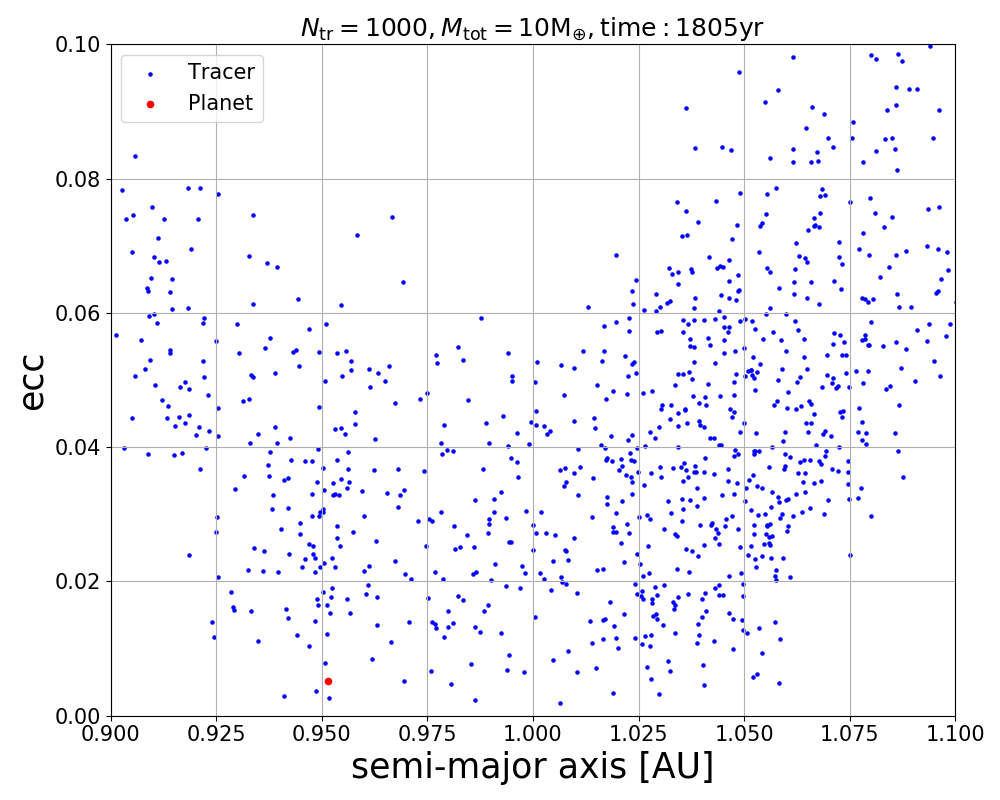 N_tr = 1000, M_tot = 10M_⊕, time : 1805yr
Tracer
Planet
ecc
0.10
0.08
0.06
0.04
0.02
0.00
0.900 0.925 0.950 0.975 1.000 1.025 1.050 1.075 1.100
semi-major axis [AU]